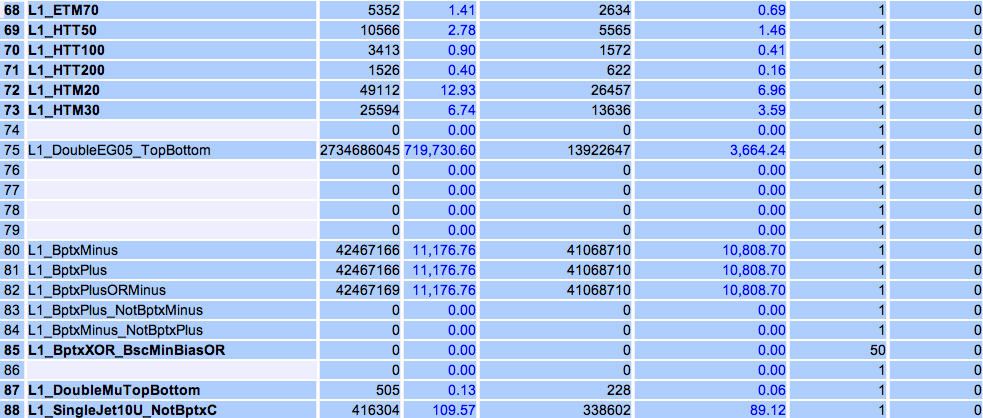 68 L1_ETM70 5352 1.41 2634 0.69 1 0
69 L1_HTT50 10566 2.78 5565 1.46 1 0
70 L1_HTT100 3413 0.90 1572 0.41 1 0
71 L1_HTT200 1526 0.40 622 0.16 1 0
72 L1_HTM20 49112 12.93 26457 6.96 1 0
73 L1_HTM30 25594 6.74 13636 3.59 1 0
74 0 0.00 0 0.00 1 0
75 L1_DoubleEG05_TopBottom 2734686045 719,730.60 13922647 3,664.24 1 0
76 0 0.00 0 0.00 1 0
77 0 0.00 0 0.00 1 0
78 0 0.00 0 0.00 1 0
79 0 0.00 0 0.00 1 0
80 L1_BptxMinus 42467166 11,176.76 41068710 10,808.70 1 0
81 L1_BptxPlus 42467166 11,176.76 41068710 10,808.70 1 0
82 L1_BptxPlusORMinus 42467169 11,176.76 41068710 10,808.70 1 0
83 L1_BptxPlus_NotBptxMinus 0 0.00 0 0.00 1 0
84 L1_BptxMinus_NotBptxPlus 0 0.00 0 0.00 1 0
85 L1_BptxXOR_BscMinBiasOR 0 0.00 0 0.00 50 0
86 0 0.00 0 0.00 1 0
87 L1_DoubleMuTopBottom 505 0.13 228 0.06 1 0
88 L1_SingleJet10U_NotBptxC 416304 109.57 338602 89.12 1 0